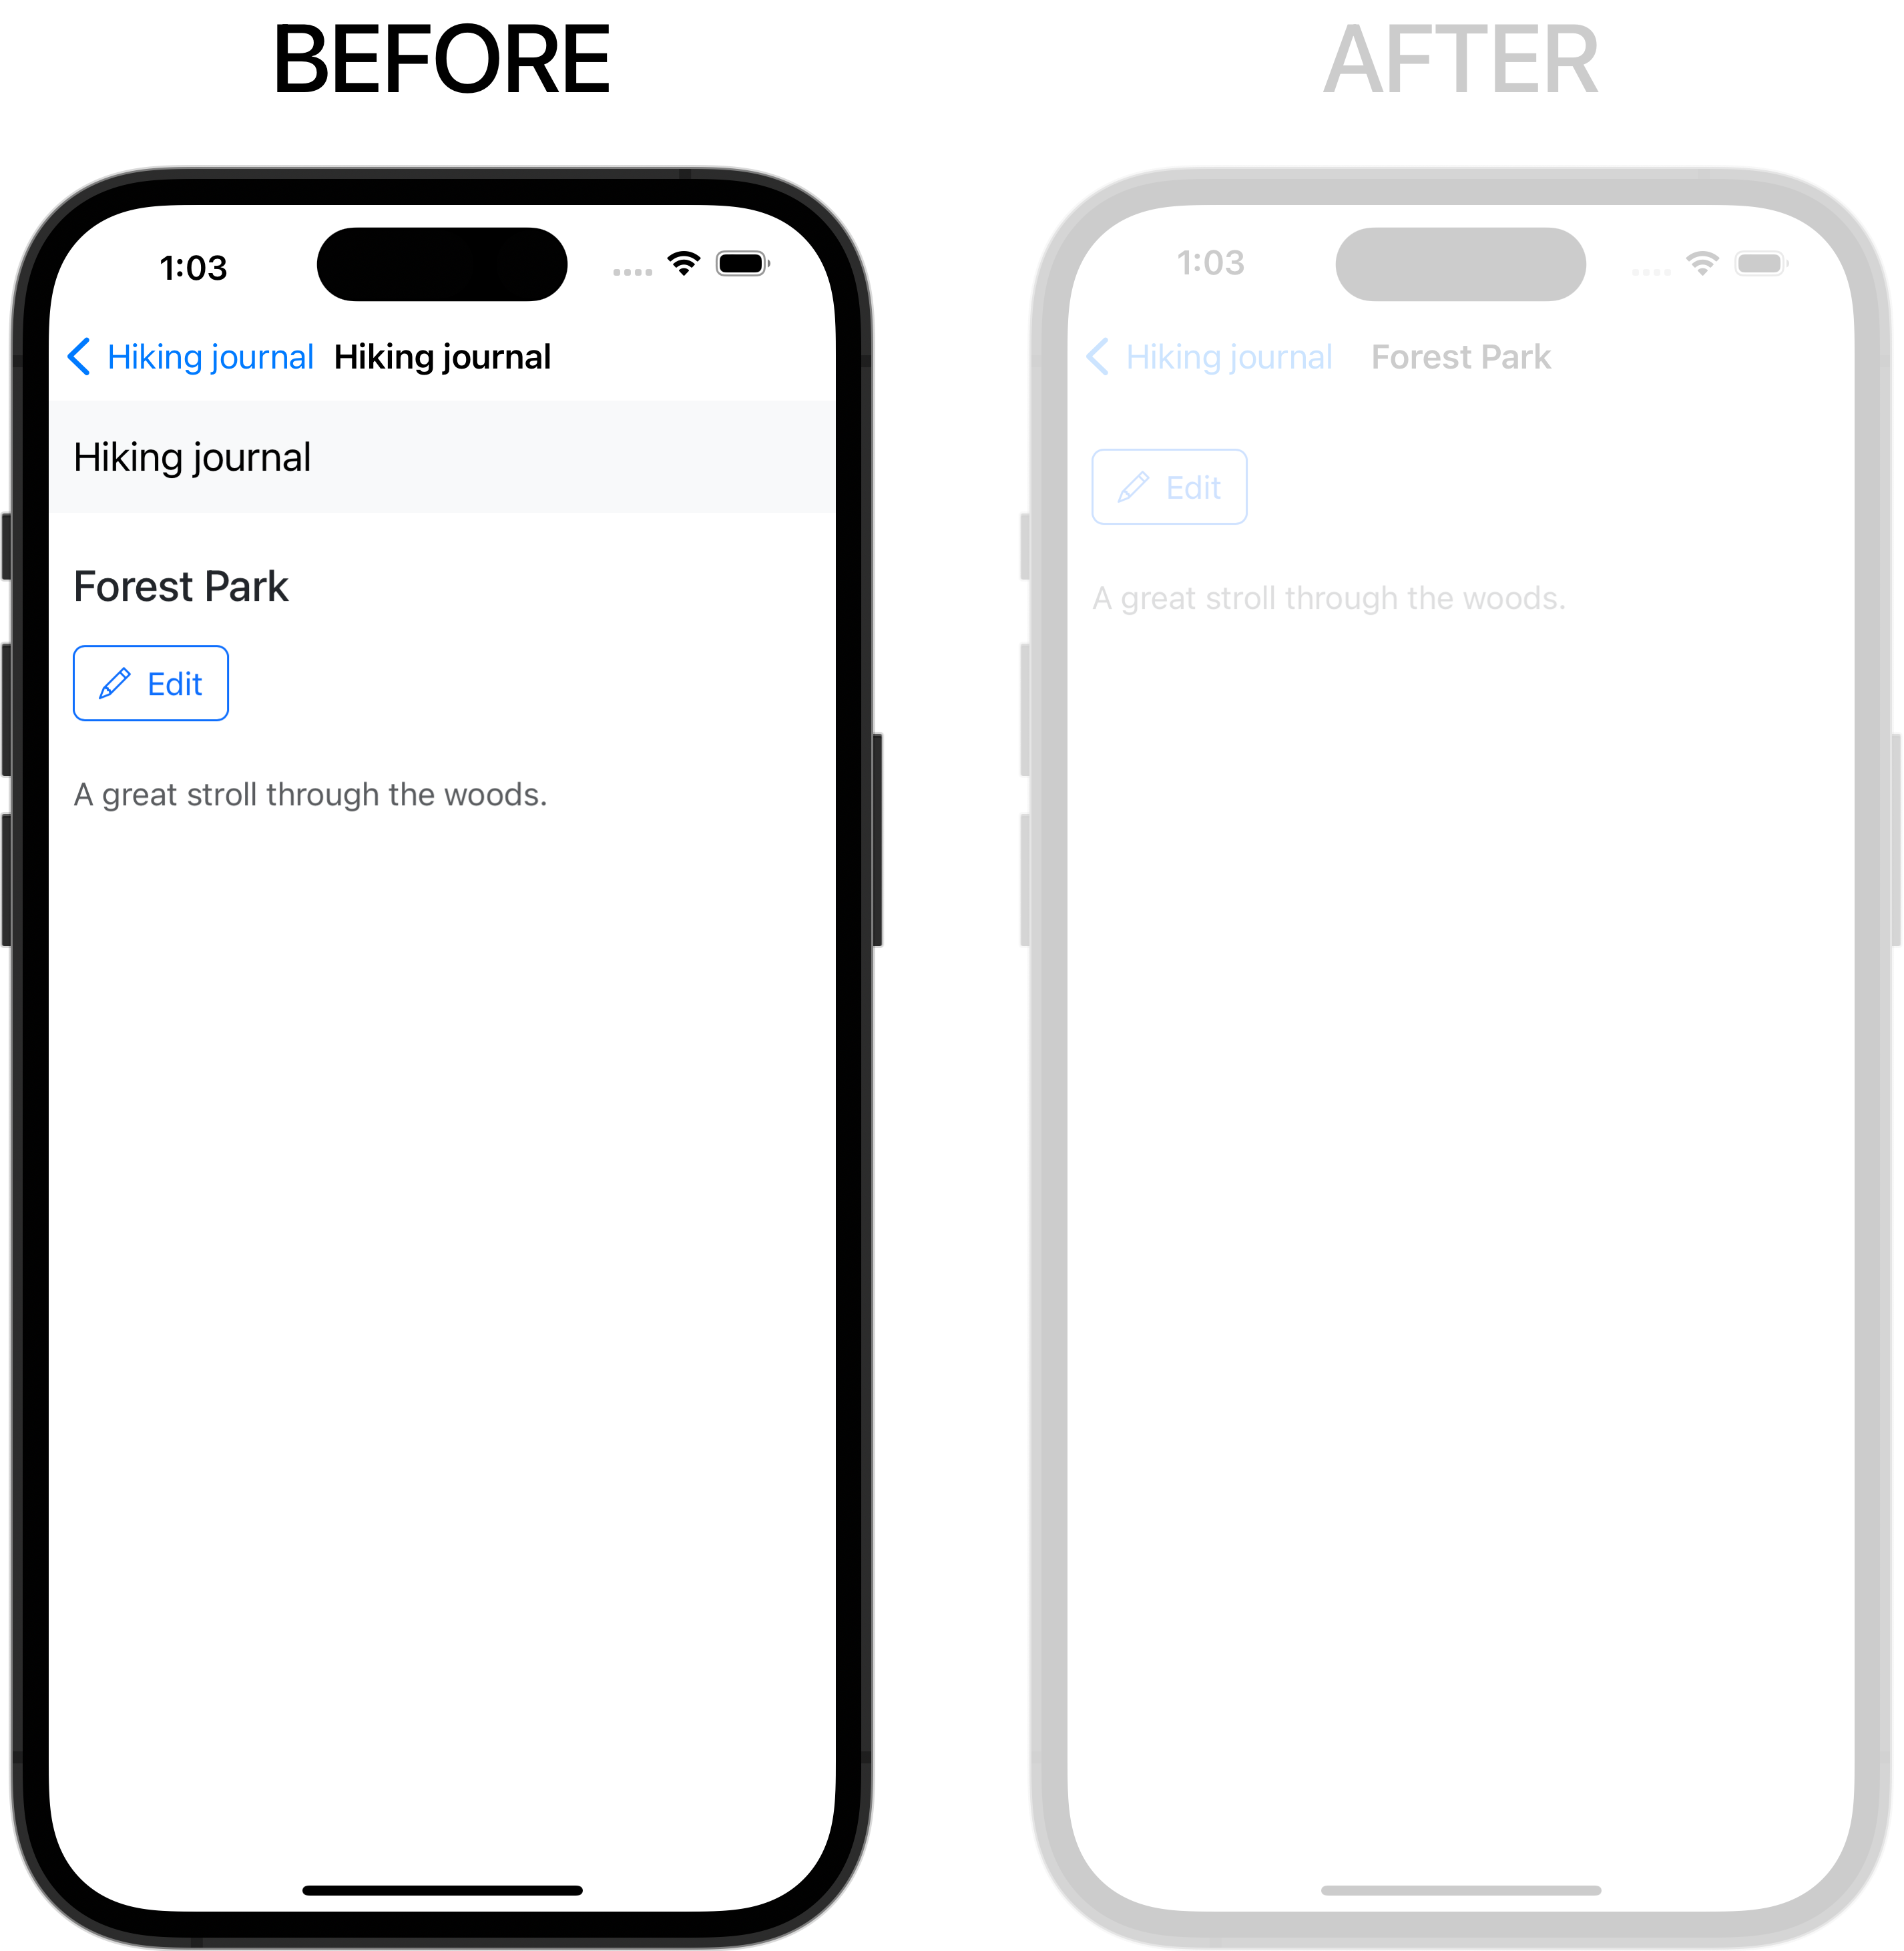 BEFORE
1:03
Hiking journal Hiking journal
Hiking journal
Forest Park
Edit
A great stroll through the woods.
AFTER
1:03
Hiking journal Forest Park
Edit
A great stroll through the woods.